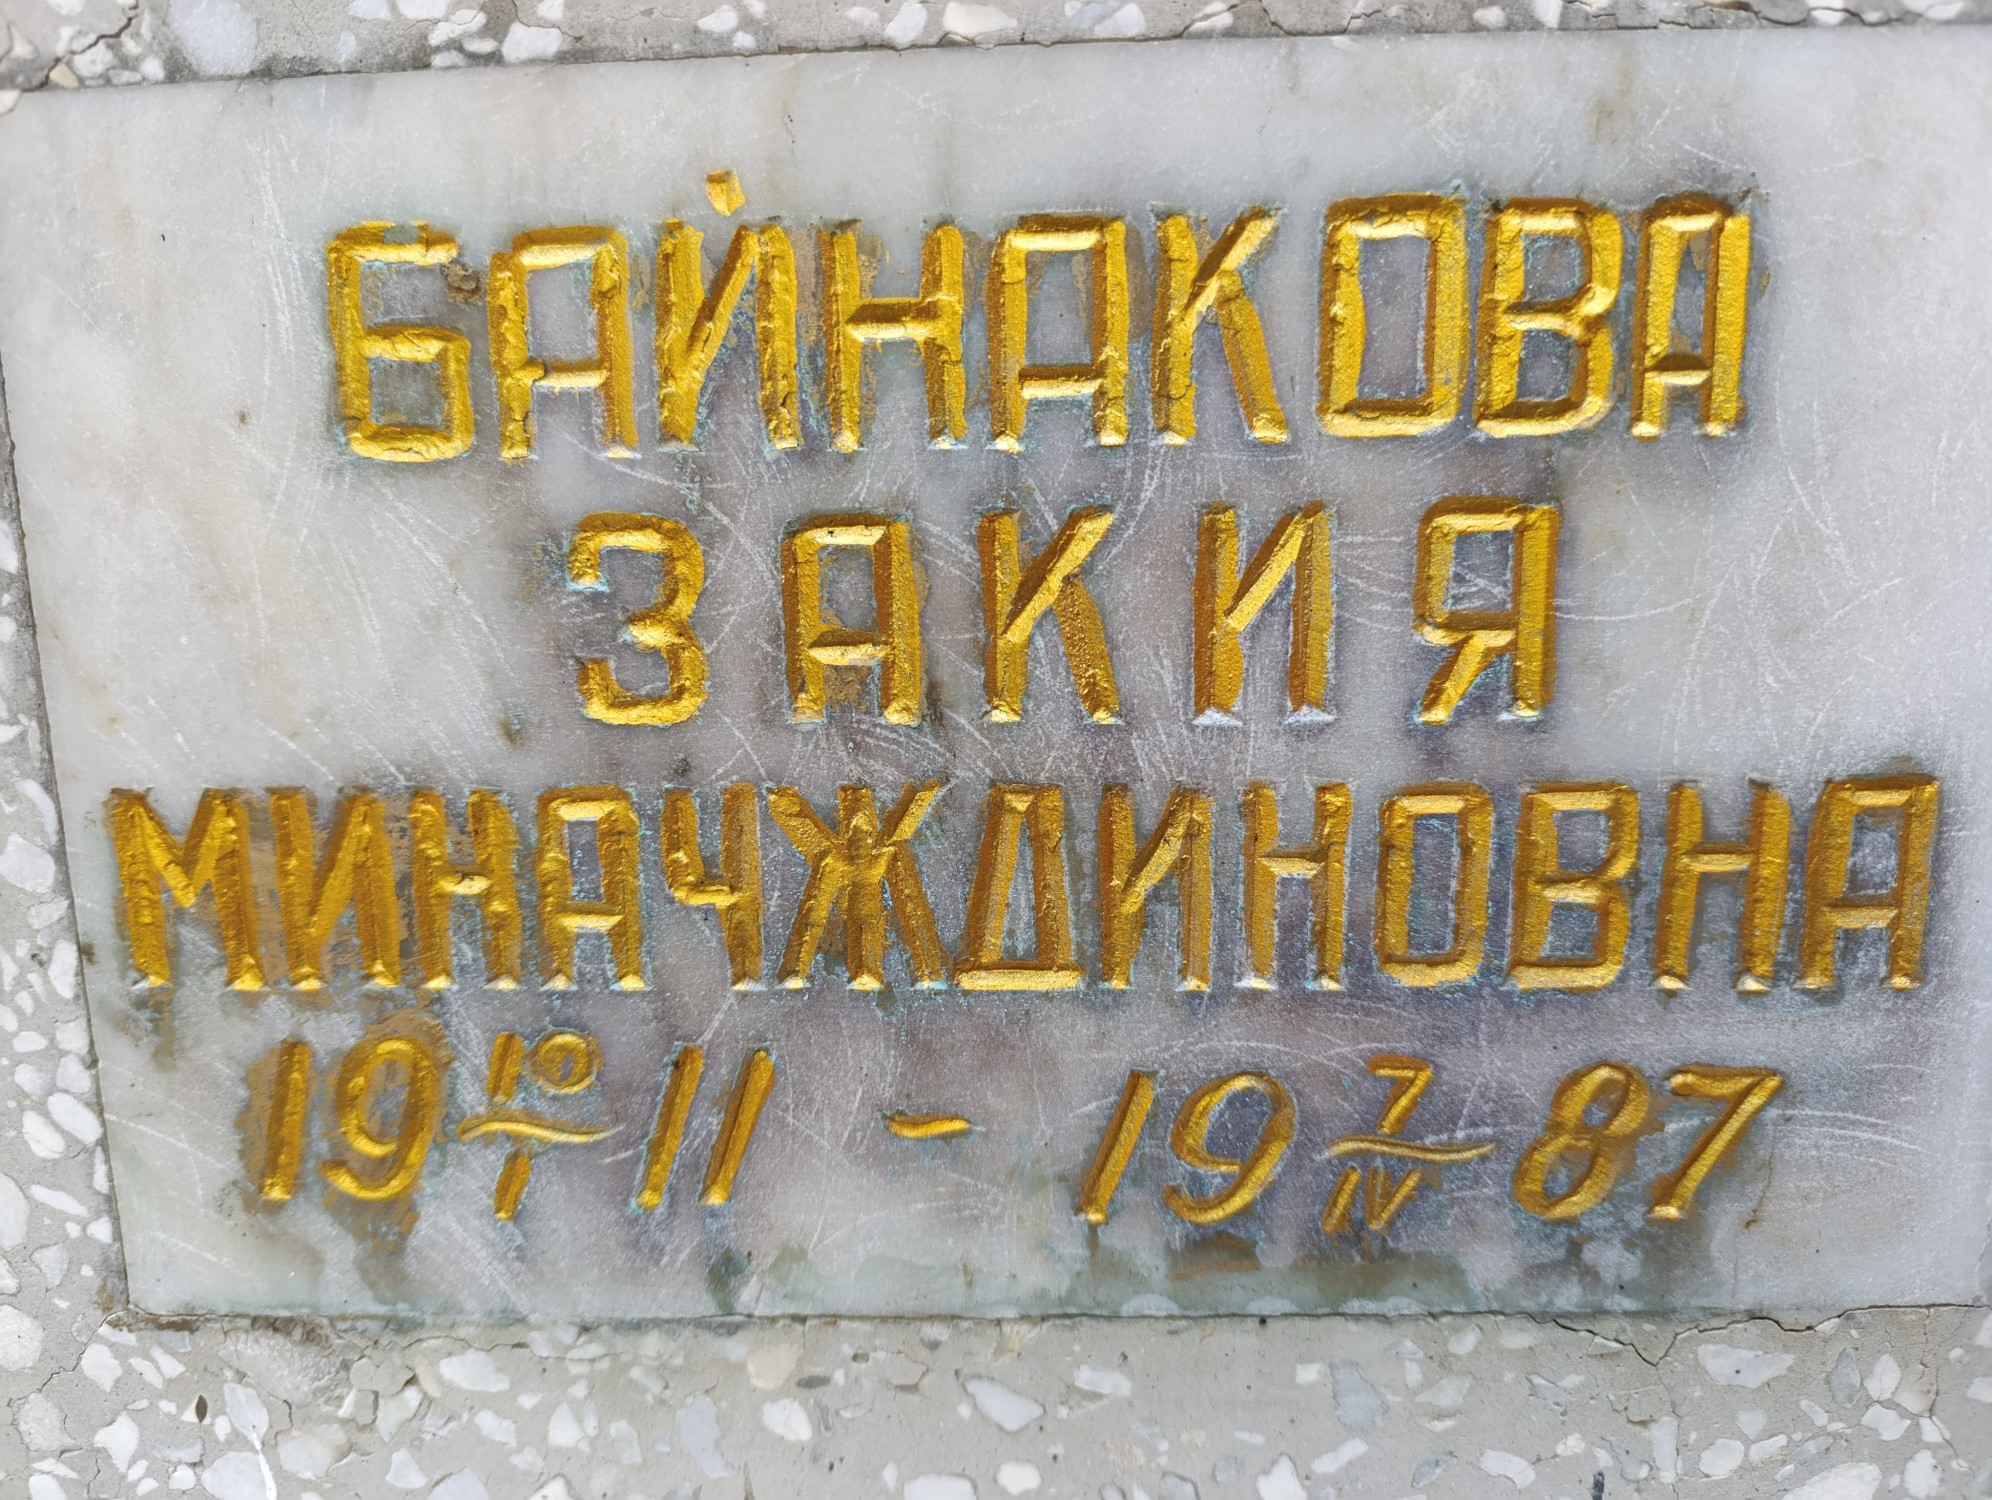 БАЙНАКОВА
ЗАКИЯ
МИНАЧЖДИНОВНА
19 10/I 11 - 19 7/IV 87